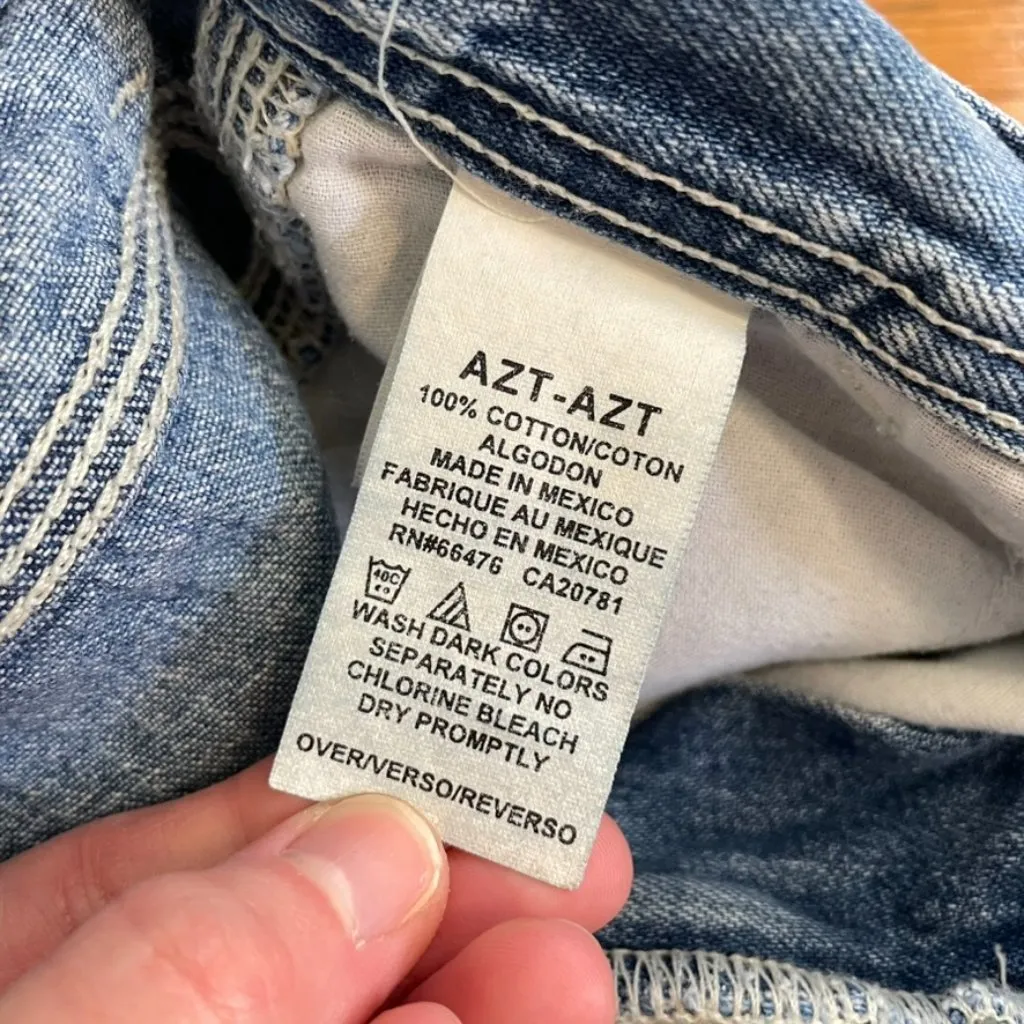 AZT-AZT
100% COTTON/COTON
ALGODON
MADE IN MEXICO
FABRIQUE AU MEXIQUE
HECHO EN MEXICO
RN#66476 CA20781
40C
WASH DARK COLORS
SEPARATELY NO
CHLORINE BLEACH
DRY PROMPTLY
OVER/VERSO/REVERSO